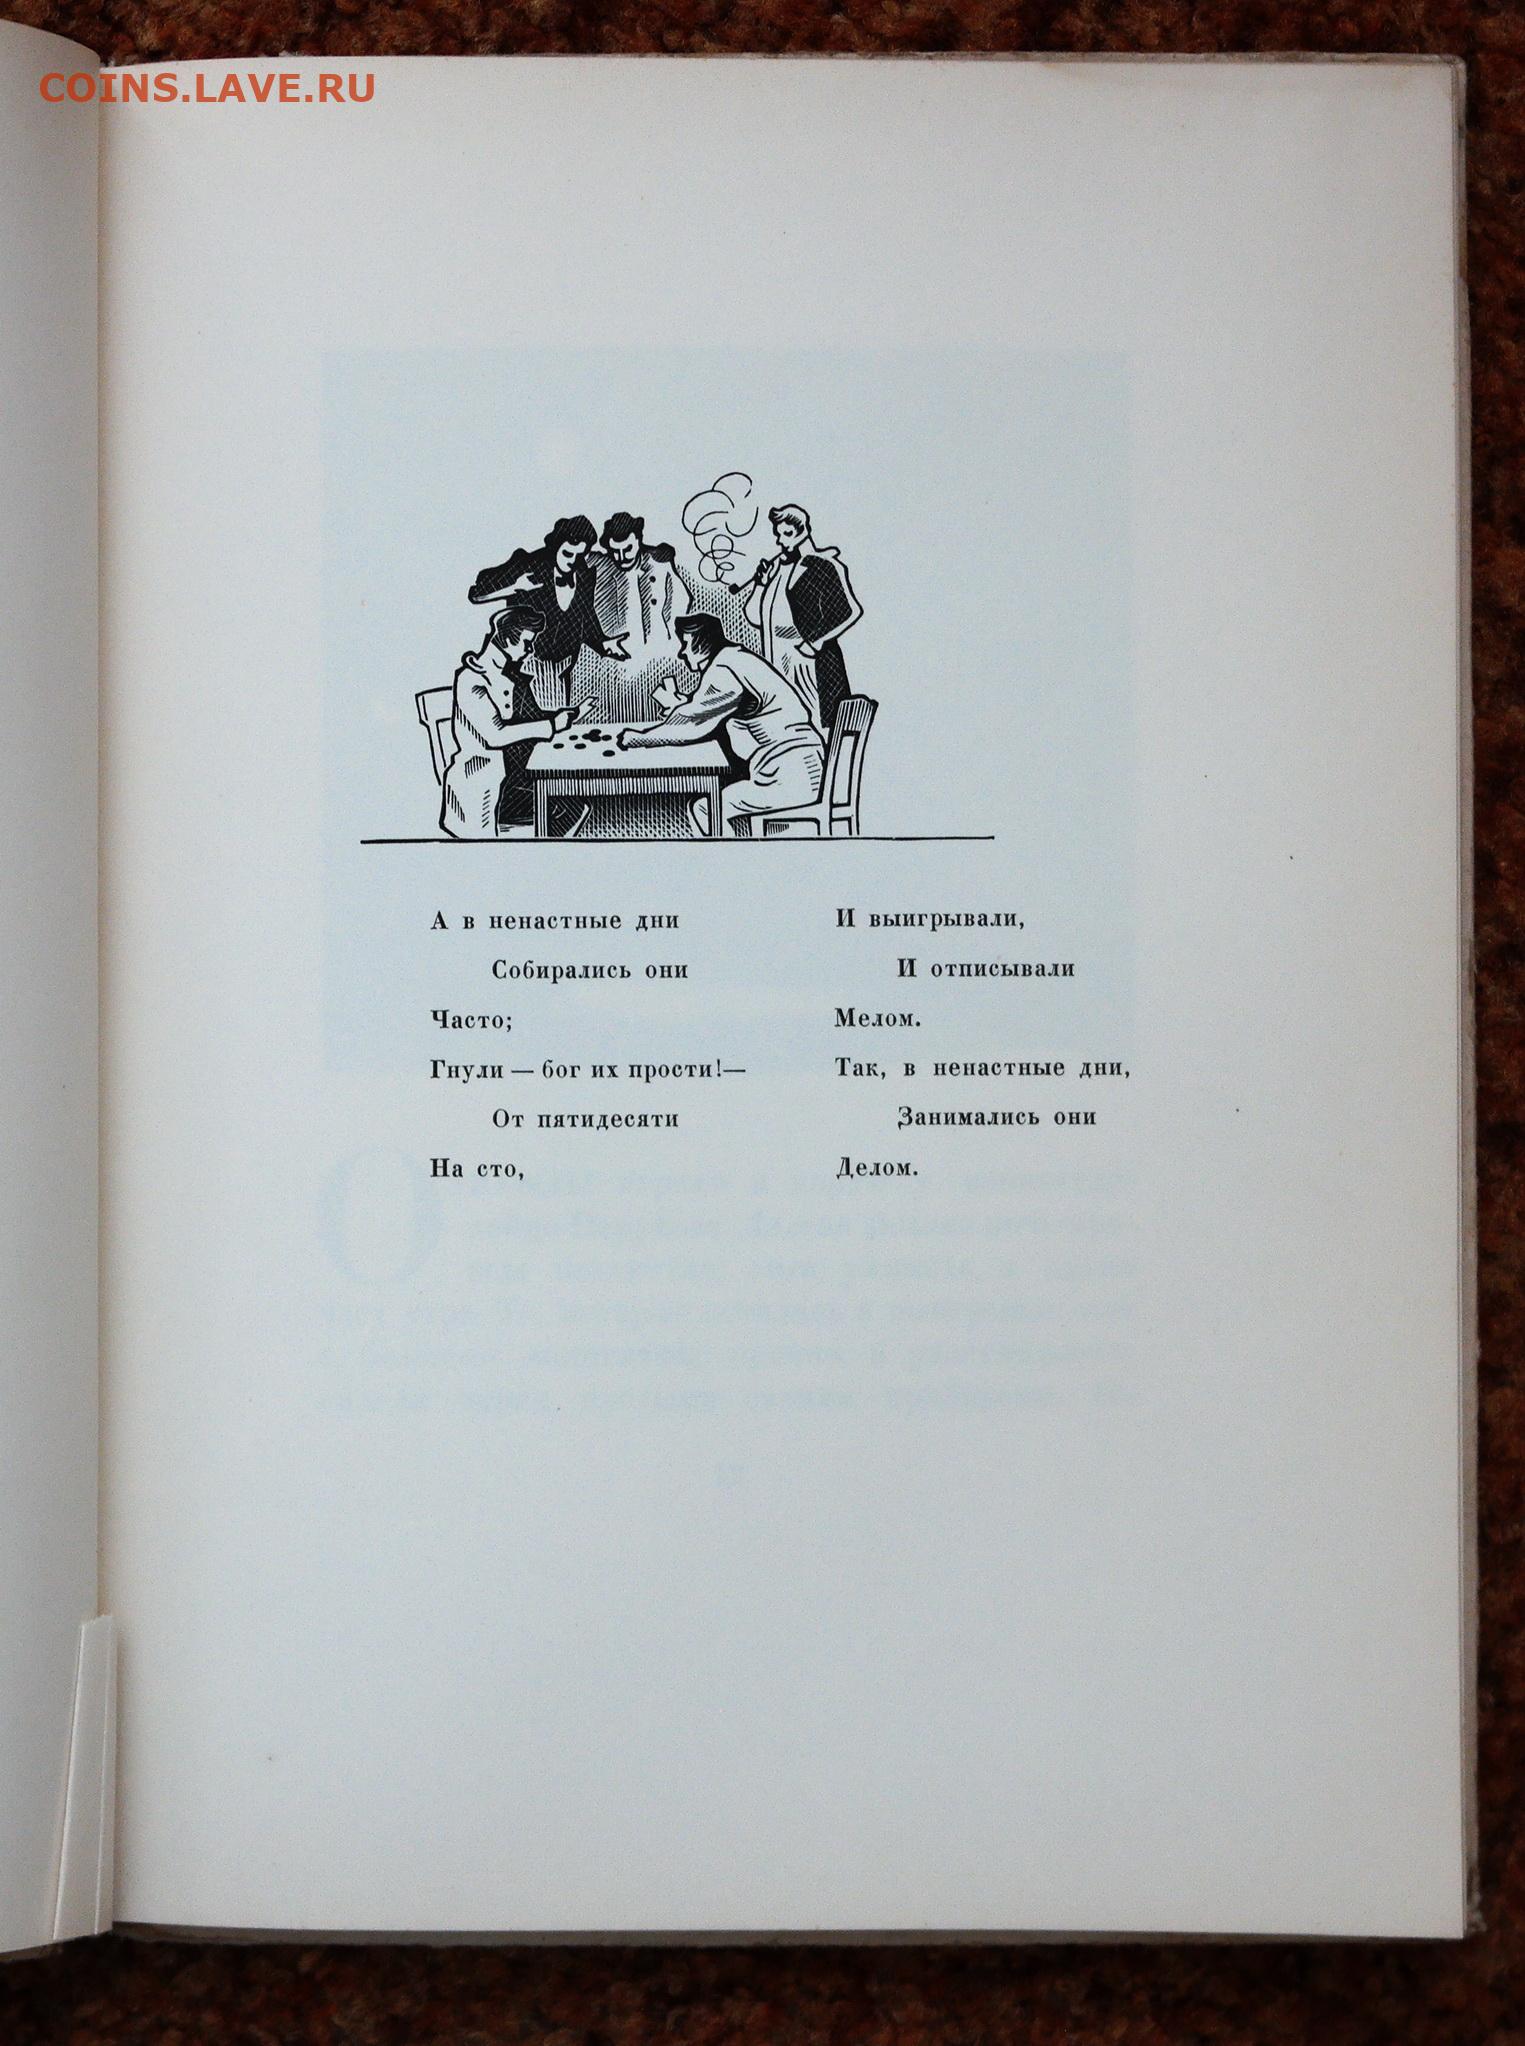 COINS.LAVE.RU
А в ненастные дни
Собирались они
Часто;
Гнули — бог их прости!—
От пятидесяти
На сто,
И выигрывали,
И отписывали
Мелом.
Так, в ненастные дни,
Занимались они
Делом.